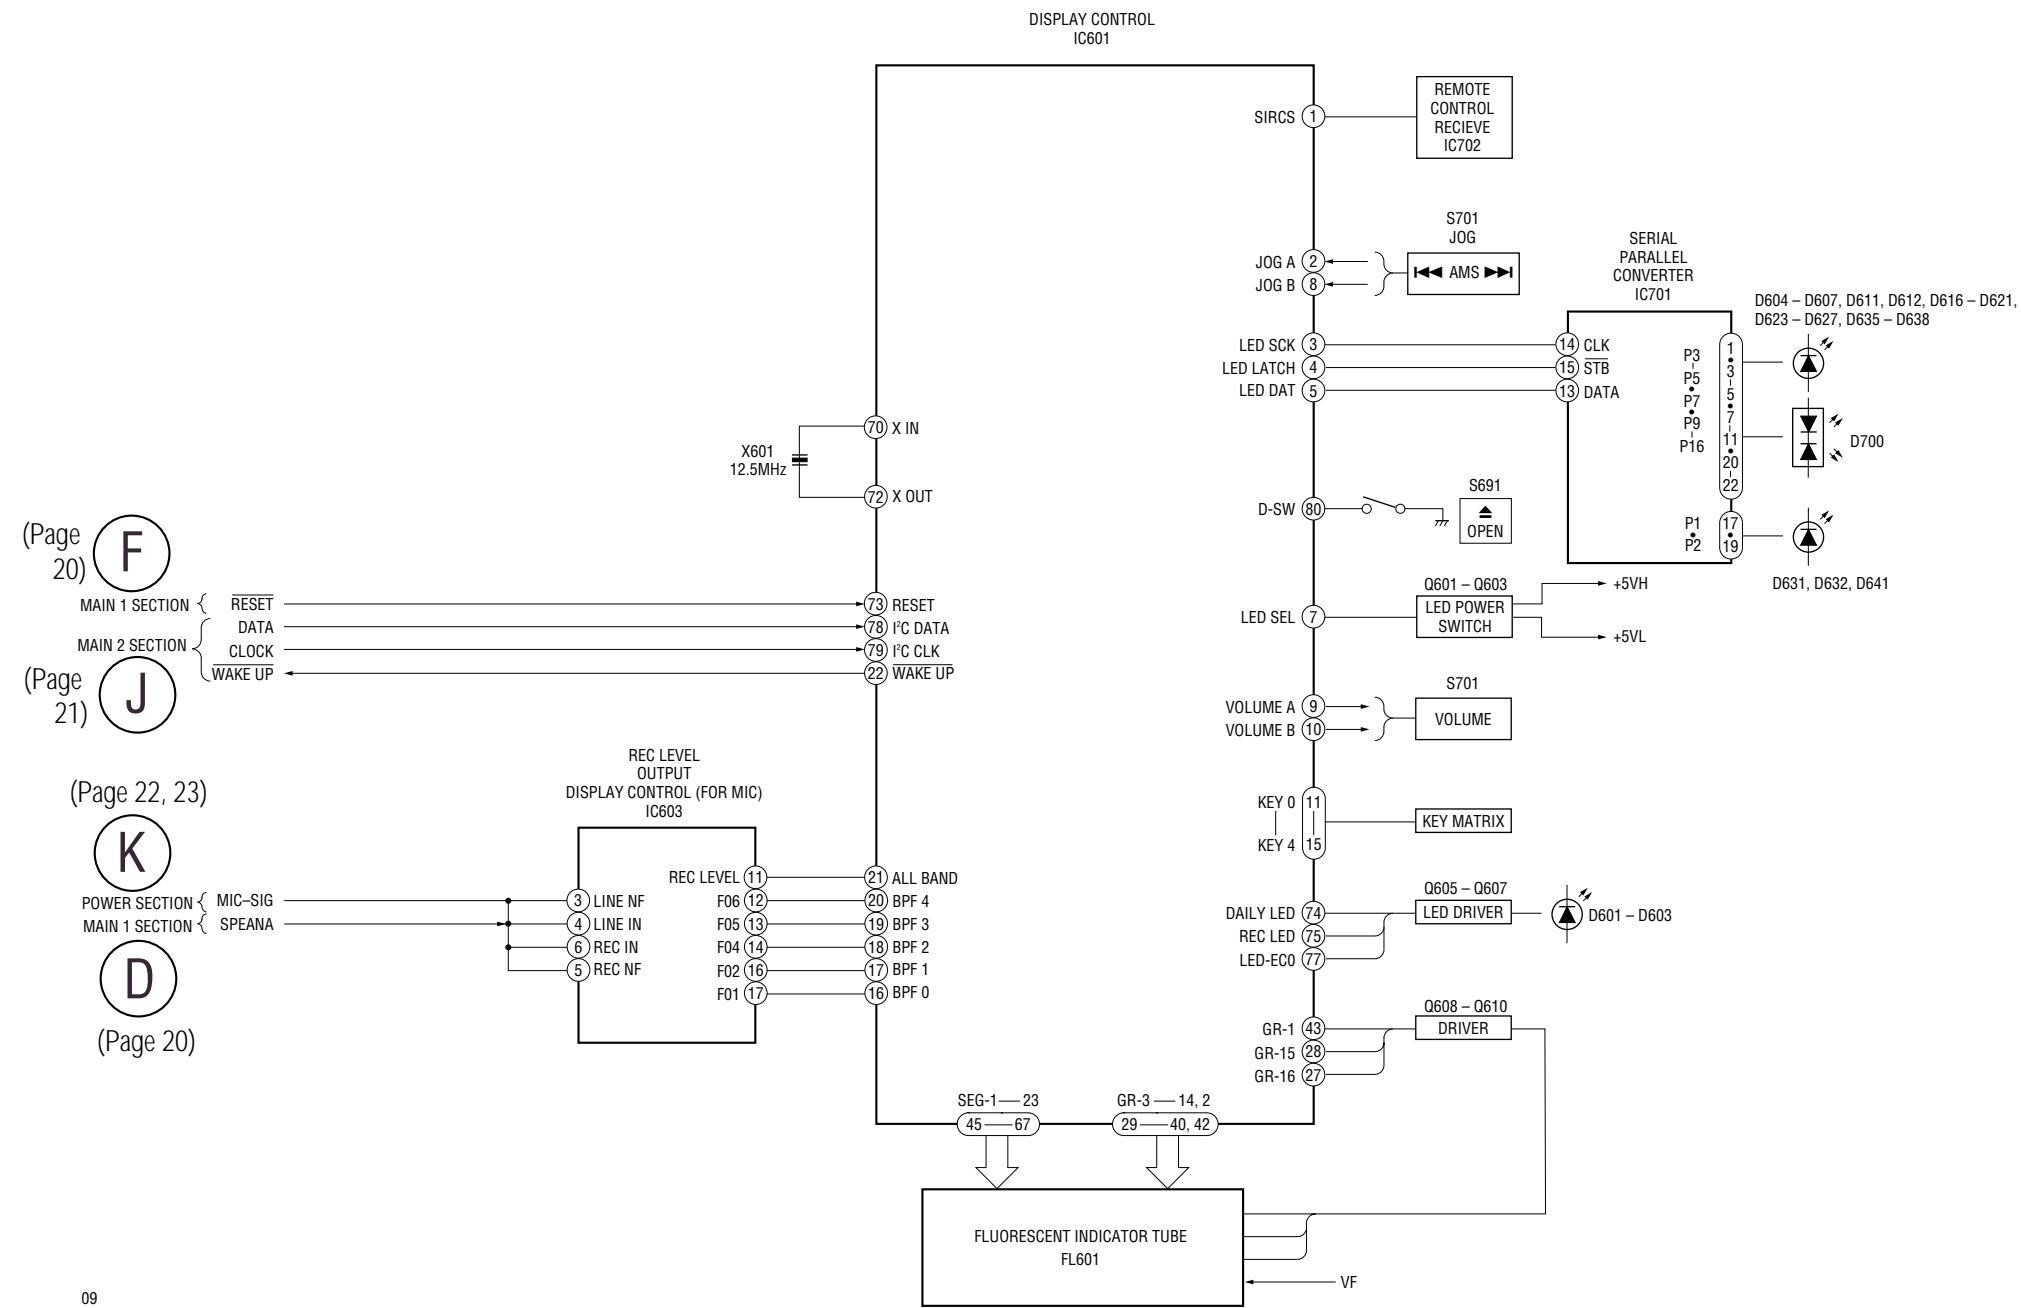 DISPLAY CONTROL
IC601
SIRCS 1
REMOTE
CONTROL
RECIEVE
IC702
S701
JOG
JOG A 2
JOG B 8
AMS
SERIAL
PARALLEL
CONVERTER
IC701
D604 – D607, D611, D612, D616 – D621,
D623 – D627, D635 – D638
LED SCK 3
LED LATCH 4
LED DAT 5
14 CLK
15 STB
13 DATA
P3
P5
P7
P9
P16
1
3
5
7
11
20
22
D700
P1
P2
17
19
D631, D632, D641
70 X IN
X601
12.5MHz
72 X OUT
D-SW 80
S691
OPEN
(Page
20)
F
MAIN 1 SECTION
RESET
73 RESET
MAIN 2 SECTION
DATA
78 I²C DATA
CLOCK
79 I²C CLK
WAKE UP
22 WAKE UP
(Page
21)
J
LED SEL 7
Q601 – Q603
LED POWER
SWITCH
+5VH
+5VL
VOLUME A 9
VOLUME B 10
S701
VOLUME
KEY 0 11
KEY 4 15
KEY MATRIX
(Page 22, 23)
K
POWER SECTION
MIC–SIG
MAIN 1 SECTION
SPEANA
D
(Page 20)
REC LEVEL
OUTPUT
DISPLAY CONTROL (FOR MIC)
IC603
3 LINE NF
4 LINE IN
6 REC IN
5 REC NF
REC LEVEL 11
F06 12
F05 13
F04 14
F02 16
F01 17
21 ALL BAND
20 BPF 4
19 BPF 3
18 BPF 2
17 BPF 1
16 BPF 0
DAILY LED 74
REC LED 75
LED-EC0 77
Q605 – Q607
LED DRIVER
D601 – D603
GR-1 43
GR-15 28
GR-16 27
Q608 – Q610
DRIVER
SEG-1 — 23
45 — 67
GR-3 — 14, 2
29 — 40, 42
FLUORESCENT INDICATOR TUBE
FL601
VF
09